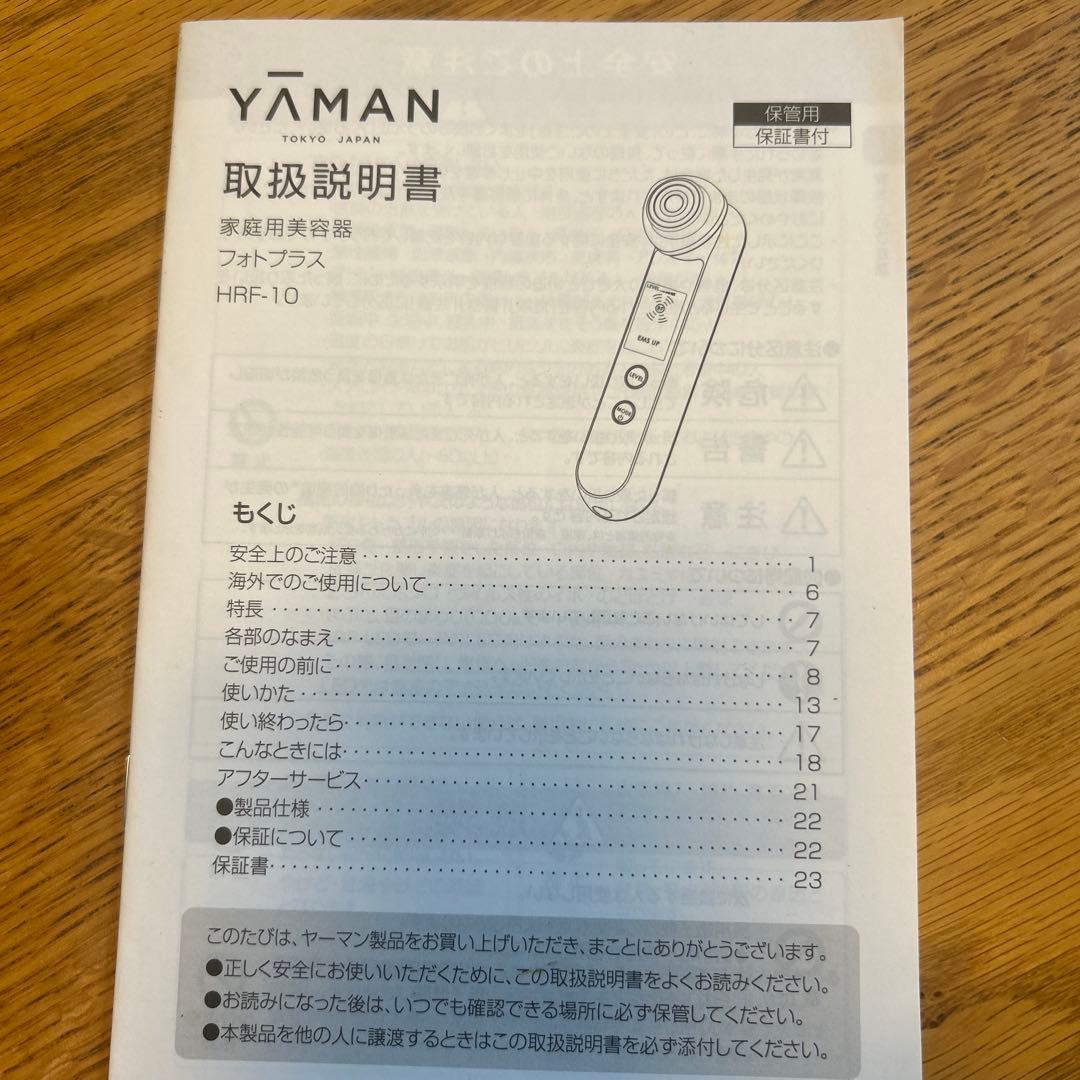 YĀMAN
TOKYO JAPAN
保管用
保証書付
取扱説明書
家庭用美容器
フォトプラス
HRF-10
LEVEL
EMS UP
LEVEL
MODE
もくじ
安全上のご注意 1
海外でのご使用について 6
特長 7
各部のなまえ 7
ご使用の前に 8
使いかた 13
使い終わったら 17
こんなときには 18
アフターサービス 21
●製品仕様 22
●保証について 22
保証書 23
このたびは、ヤーマン製品をお買い上げいただき、まことにありがとうございます。
●正しく安全にお使いいただくために、この取扱説明書をよくお読みください。
●お読みになった後は、いつでも確認できる場所に必ず保管してください。
●本製品を他の人に譲渡するときはこの取扱説明書を必ず添付してください。